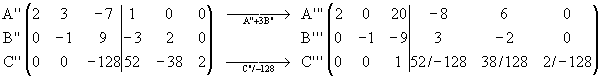 A" (2 3 -7 | 1 0 0) A"+3B" A''' (2 0 20 | -8 6 0)
B" (0 -1 9 | -3 2 0) B''' (0 -1 -9 | 3 -2 0)
C" (0 0 -128 | 52 -38 2) C"/-128 C''' (0 0 1 | 52/-128 38/128 2/-128)